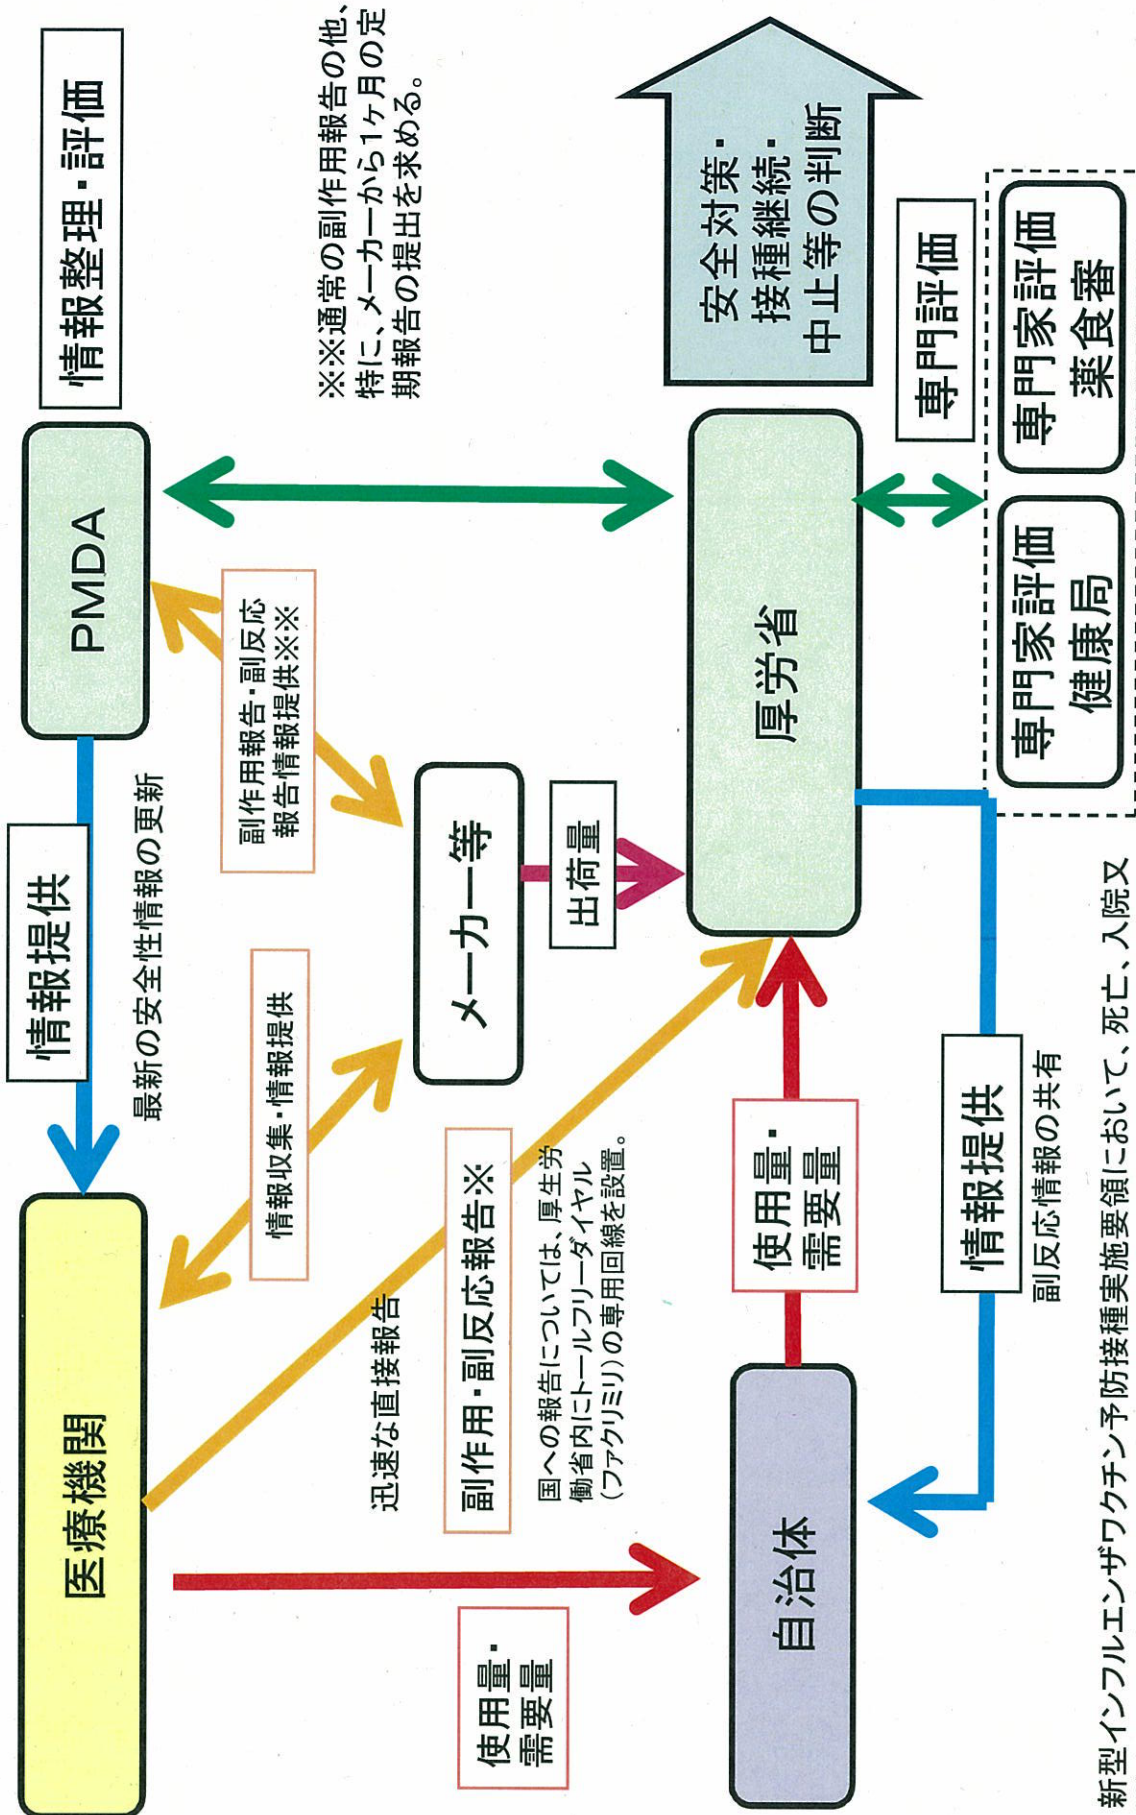 医療機関
情報提供
最新の安全性情報の更新
PMDA
情報整理・評価
情報収集・情報提供
副作用報告・副反応
報告情報提供※※
※※通常の副作用報告の他、
特に、メーカーから1ヶ月の定
期報告の提出を求める。
迅速な直接報告
副作用・副反応報告※
国への報告については、厚生労
働省内にトールフリーダイヤル
(ファクリミリ)の専用回線を設置。
メーカー等
出荷量
使用量・
需要量
自治体
使用量・
需要量
厚労省
安全対策・
接種継続・
中止等の判断
情報提供
副反応情報の共有
専門評価
専門家評価
健康局
専門家評価
薬食審
新型インフルエンザワクチン予防接種実施要領において、死亡、入院又